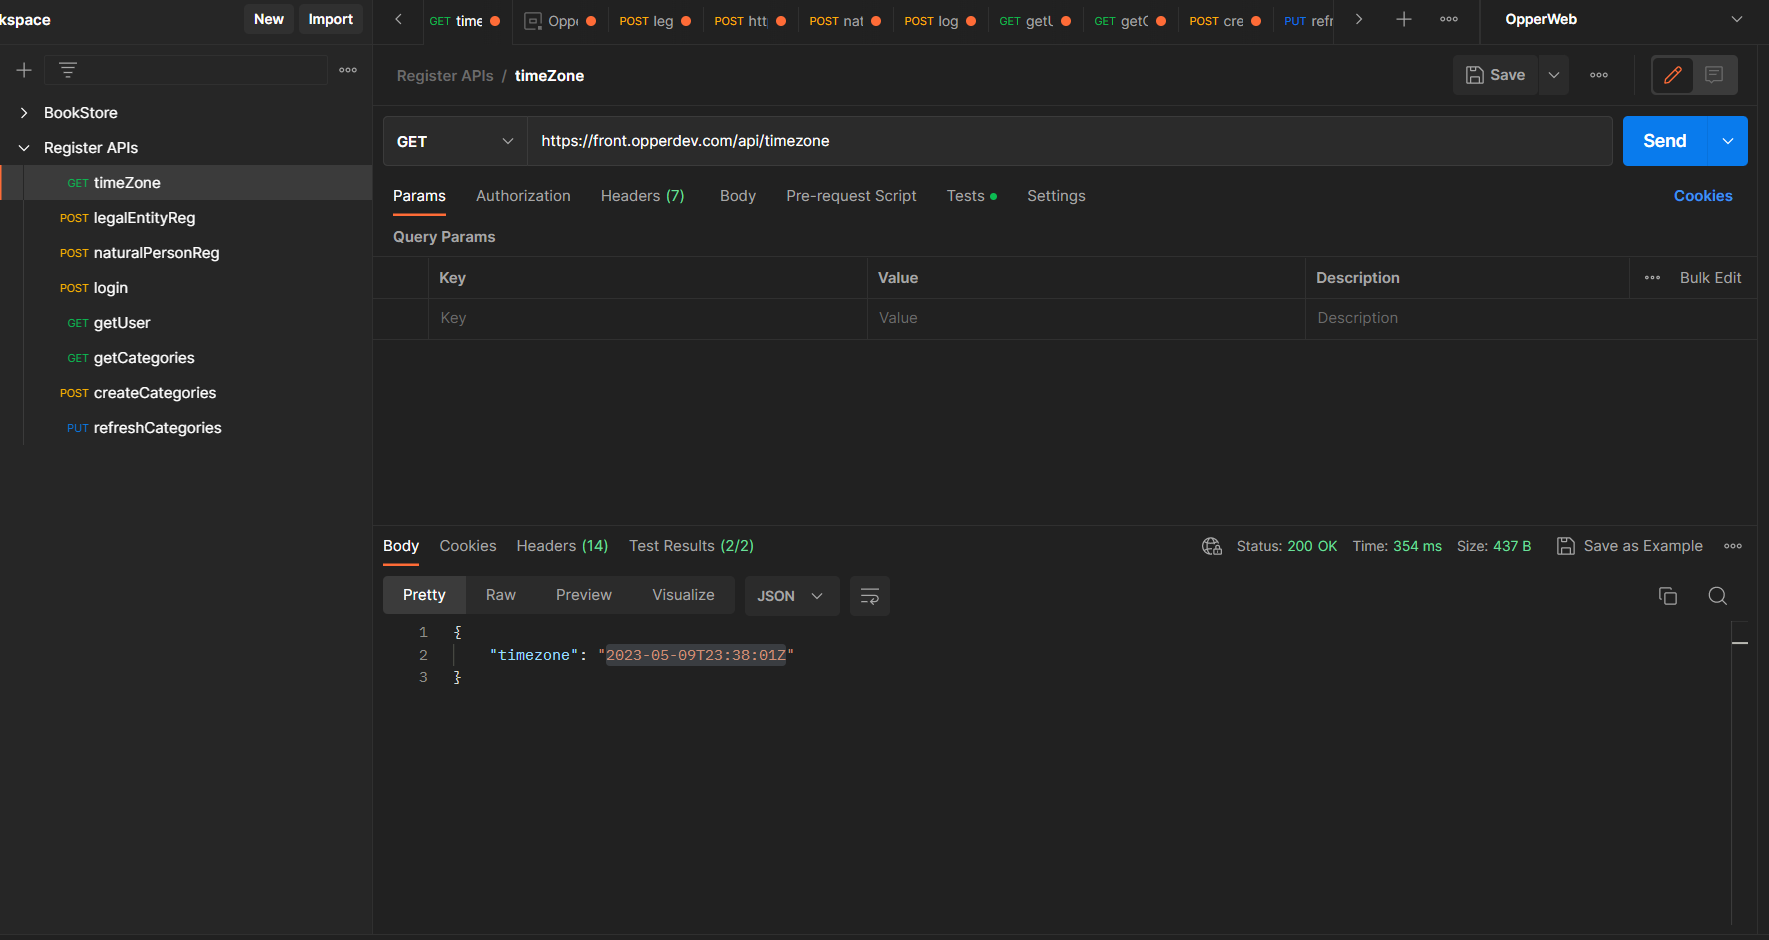 kspace New Import
GET time Oppe POST leg POST htt POST nat POST log GET getU GET getC POST cre PUT refr OpperWeb
Register APIs / timeZone Save
BookStore
Register APIs
GET timeZone
POST legalEntityReg
POST naturalPersonReg
POST login
GET getUser
GET getCategories
POST createCategories
PUT refreshCategories
GET https://front.opperdev.com/api/timezone Send
Params Authorization Headers (7) Body Pre-request Script Tests Settings Cookies
Query Params
Key Value Description Bulk Edit
Key Value Description
Body Cookies Headers (14) Test Results (2/2) Status: 200 OK Time: 354 ms Size: 437 B Save as Example
Pretty Raw Preview Visualize JSON
1 {
2 "timezone": "2023-05-09T23:38:01Z"
3 }